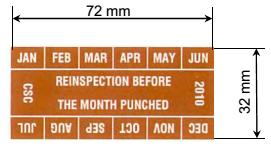 72 mm
JAN FEB MAR APR MAY JUN
CSC
REINSPECTION BEFORE
THE MONTH PUNCHED
2010
32 mm
JUL AUG SEP OCT NOV DEC